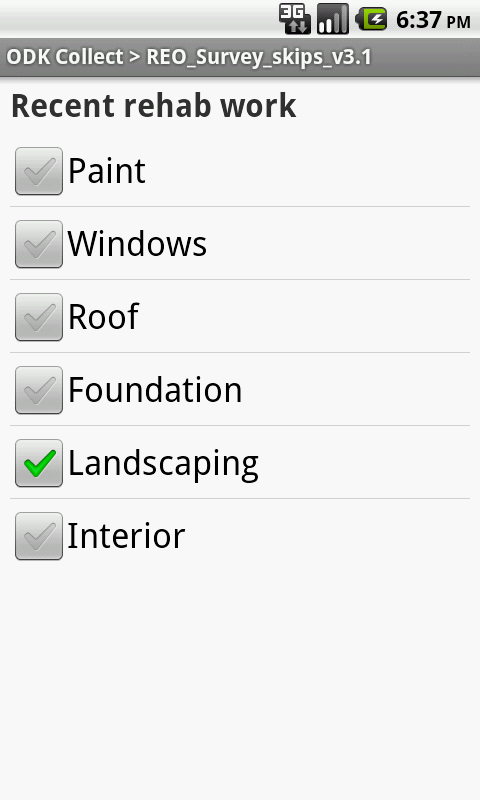 3G 6:37 PM
ODK Collect > REO_Survey_skips_v3.1
Recent rehab work
Paint
Windows
Roof
Foundation
Landscaping
Interior